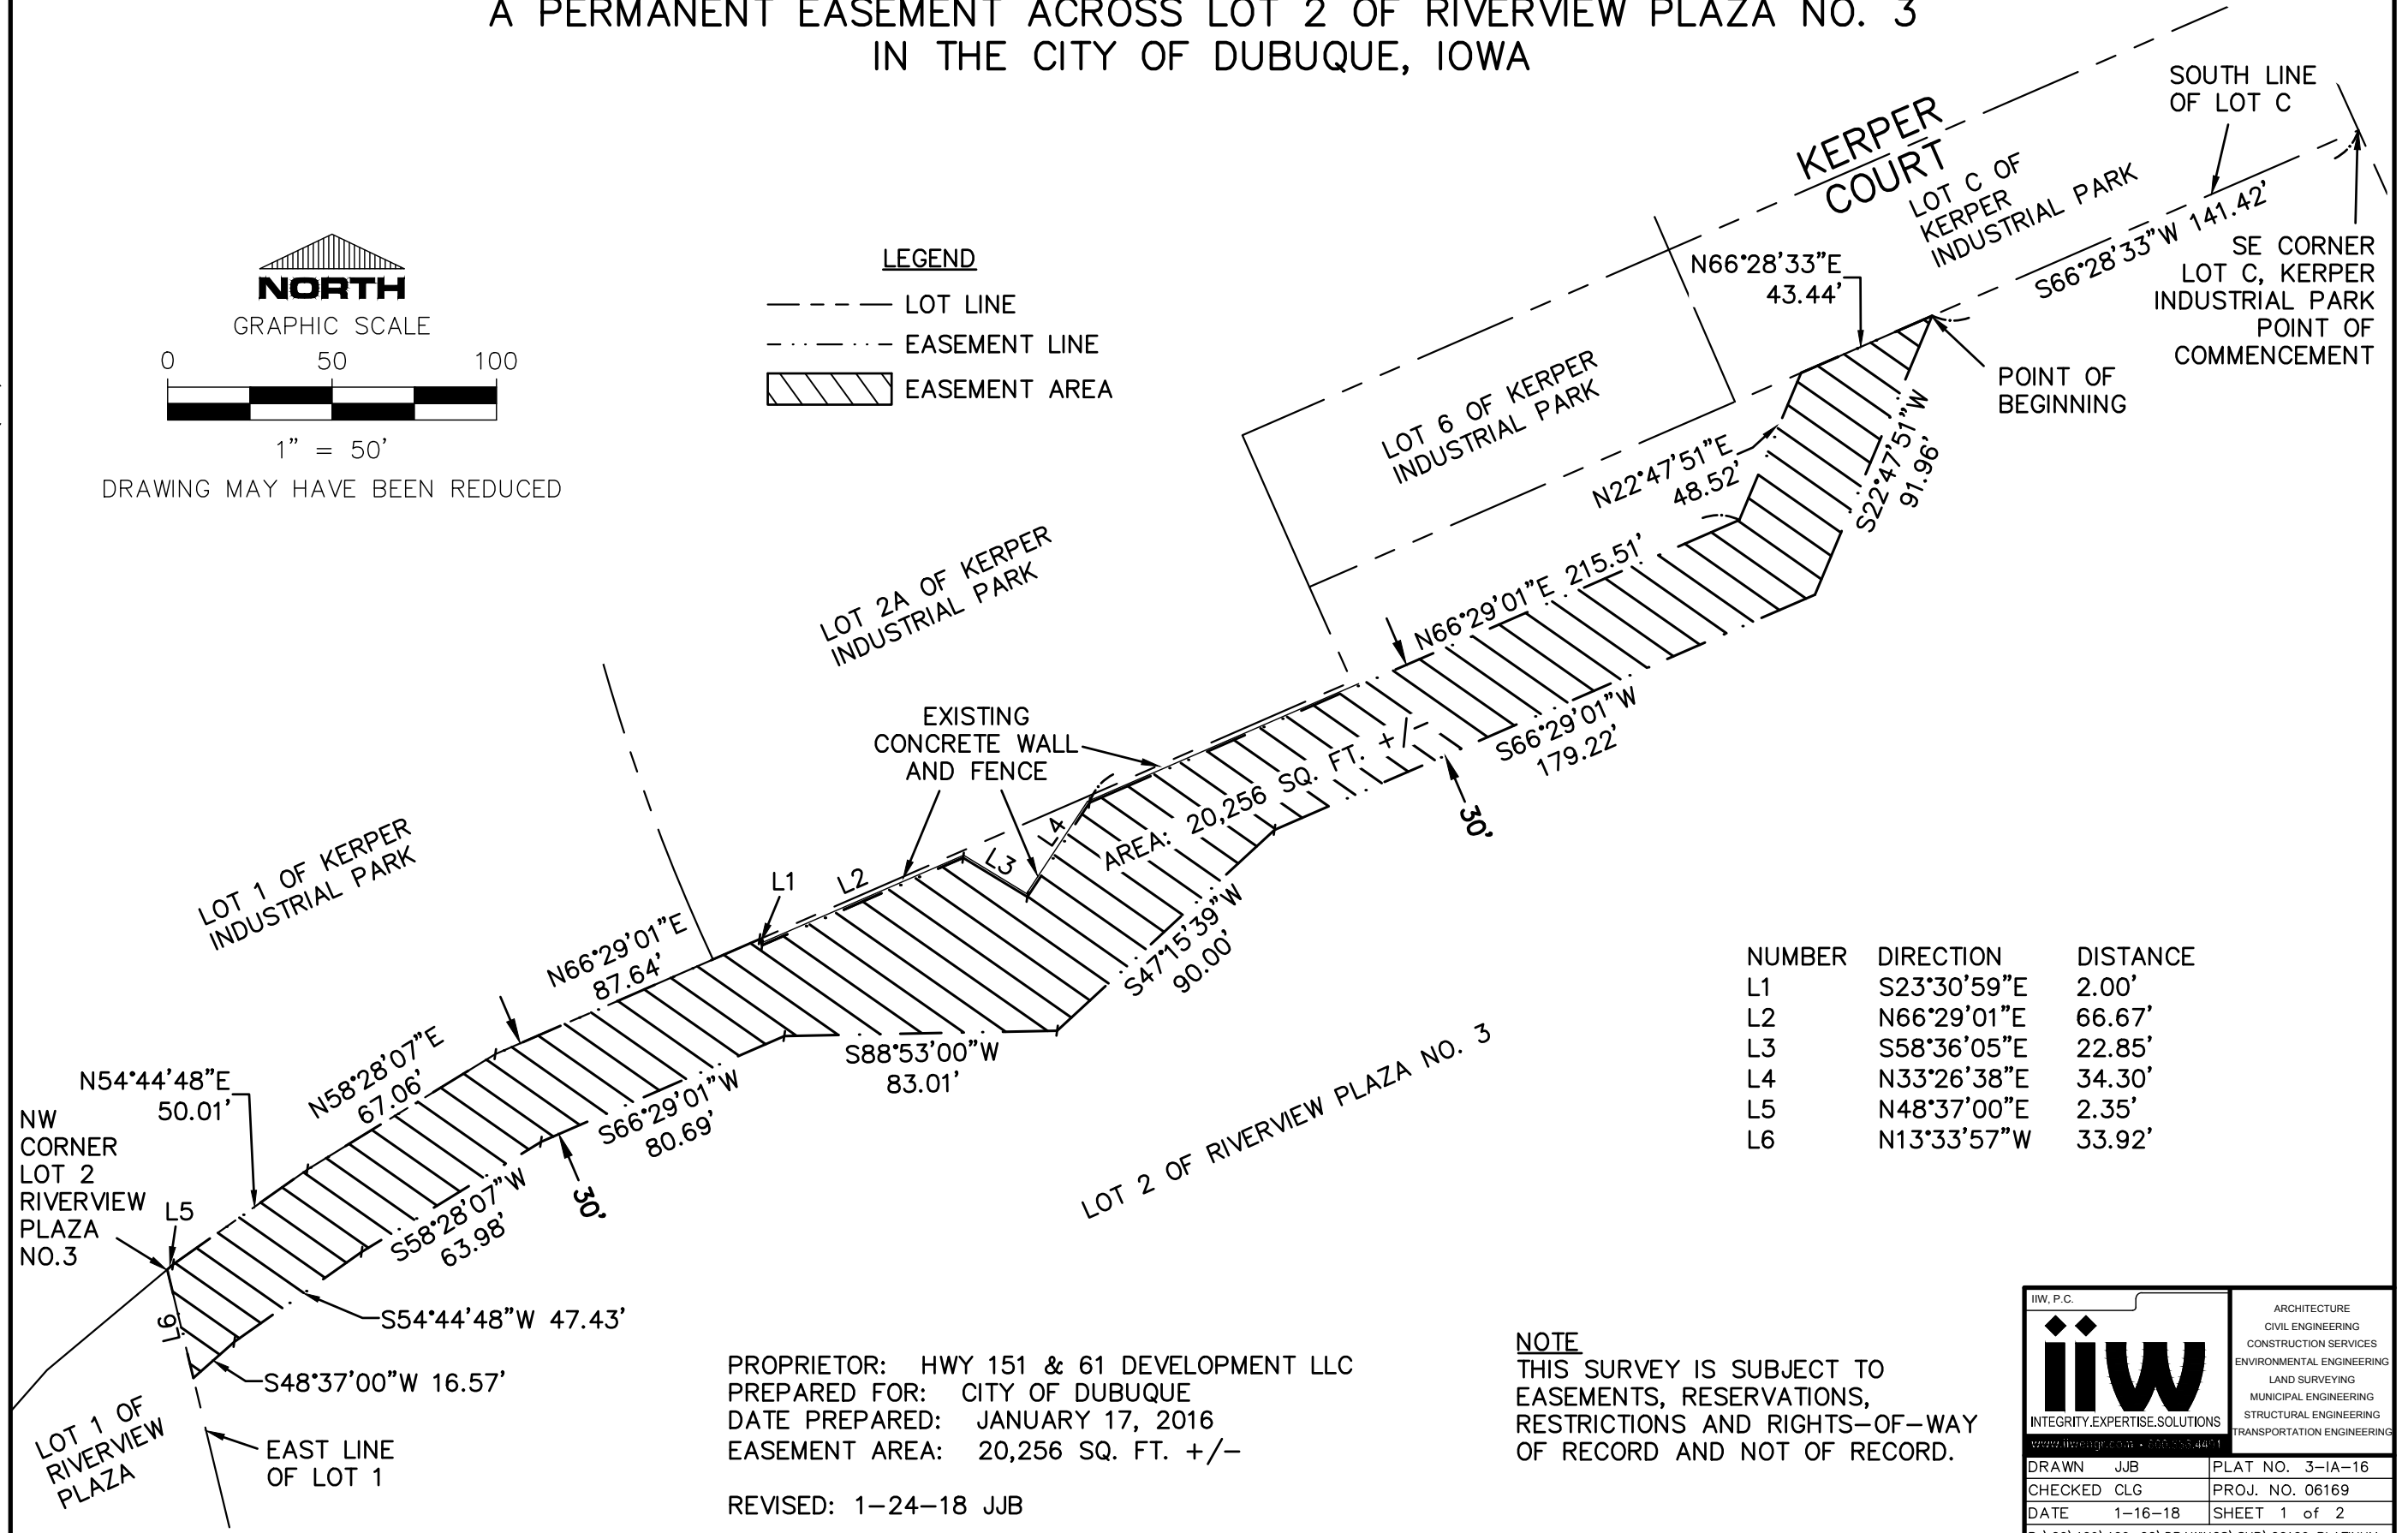 A PERMANENT EASEMENT ACROSS LOT 2 OF RIVERVIEW PLAZA NO. 3
IN THE CITY OF DUBUQUE, IOWA
SOUTH LINE
OF LOT C
KERPER
COURT
LOT C OF
KERPER
INDUSTRIAL PARK
S66°28'33"W 141.42'
SE CORNER
LOT C, KERPER
INDUSTRIAL PARK
POINT OF
COMMENCEMENT
NORTH
GRAPHIC SCALE
0 50 100
1" = 50'
DRAWING MAY HAVE BEEN REDUCED
LEGEND
LOT LINE
EASEMENT LINE
EASEMENT AREA
N66°28'33"E
43.44'
POINT OF
BEGINNING
LOT 6 OF KERPER
INDUSTRIAL PARK
N22°47'51"E
48.52'
S22°47'51"W
91.96'
LOT 2A OF KERPER
INDUSTRIAL PARK
N66°29'01"E 215.51'
S66°29'01"W
179.22'
30'
EXISTING
CONCRETE WALL
AND FENCE
AREA: 20,256 SQ. FT. +/-
L4
L3
L2
L1
LOT 1 OF KERPER
INDUSTRIAL PARK
N66°29'01"E
87.64'
S47°15'39"W
90.00'
S88°53'00"W
83.01'
N58°28'07"E
67.06'
S66°29'01"W
80.69'
N54°44'48"E
50.01'
NW
CORNER
LOT 2
RIVERVIEW
PLAZA
NO.3
L5
S58°28'07"W
63.98'
30'
LOT 2 OF RIVERVIEW PLAZA NO. 3
NUMBER DIRECTION DISTANCE
L1 S23°30'59"E 2.00'
L2 N66°29'01"E 66.67'
L3 S58°36'05"E 22.85'
L4 N33°26'38"E 34.30'
L5 N48°37'00"E 2.35'
L6 N13°33'57"W 33.92'
L6
S54°44'48"W 47.43'
S48°37'00"W 16.57'
LOT 1 OF
RIVERVIEW
PLAZA
EAST LINE
OF LOT 1
PROPRIETOR: HWY 151 & 61 DEVELOPMENT LLC
PREPARED FOR: CITY OF DUBUQUE
DATE PREPARED: JANUARY 17, 2016
EASEMENT AREA: 20,256 SQ. FT. +/-
REVISED: 1-24-18 JJB
NOTE
THIS SURVEY IS SUBJECT TO
EASEMENTS, RESERVATIONS,
RESTRICTIONS AND RIGHTS-OF-WAY
OF RECORD AND NOT OF RECORD.
IIW, P.C.
iiw
INTEGRITY.EXPERTISE.SOLUTIONS
www.iiwengr.com
ARCHITECTURE
CIVIL ENGINEERING
CONSTRUCTION SERVICES
ENVIRONMENTAL ENGINEERING
LAND SURVEYING
MUNICIPAL ENGINEERING
STRUCTURAL ENGINEERING
TRANSPORTATION ENGINEERING
DRAWN JJB PLAT NO. 3-IA-16
CHECKED CLG PROJ. NO. 06169
DATE 1-16-18 SHEET 1 of 2